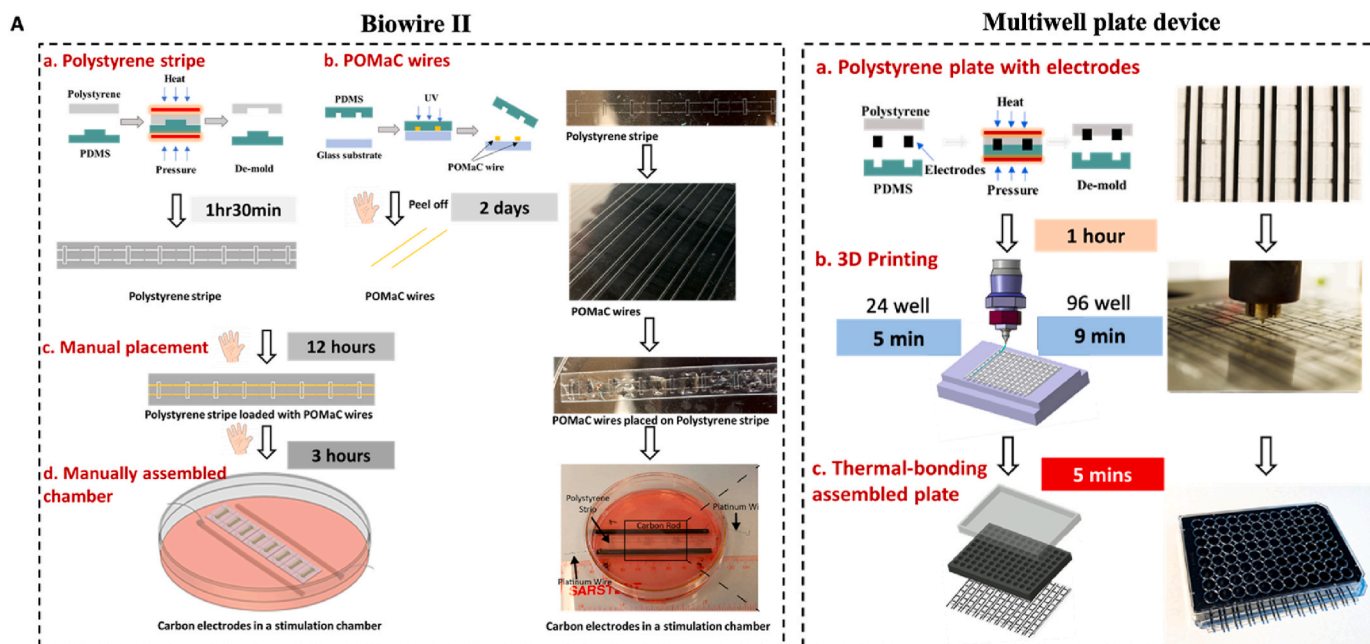 A
Biowire II
Multiwell plate device
a. Polystyrene stripe
b. POMaC wires
Polystyrene
Heat
PDMS
Pressure
De-mold
PDMS
UV
Glass substrate
POMaC wire
Polystyrene stripe
1hr30min
Peel off
2 days
Polystyrene stripe
POMaC wires
POMaC wires
c. Manual placement
12 hours
Polystyrene stripe loaded with POMaC wires
POMaC wires placed on Polystyrene stripe
3 hours
d. Manually assembled
chamber
Polystyrene
Strip
Carbon Rod
Platinum Wi
Platinum Wire
SARST
Carbon electrodes in a stimulation chamber
Carbon electrodes in a stimulation chamber
a. Polystyrene plate with electrodes
Polystyrene
Heat
Electrodes
PDMS
Pressure
De-mold
1 hour
b. 3D Printing
24 well
96 well
5 min
9 min
c. Thermal-bonding
assembled plate
5 mins